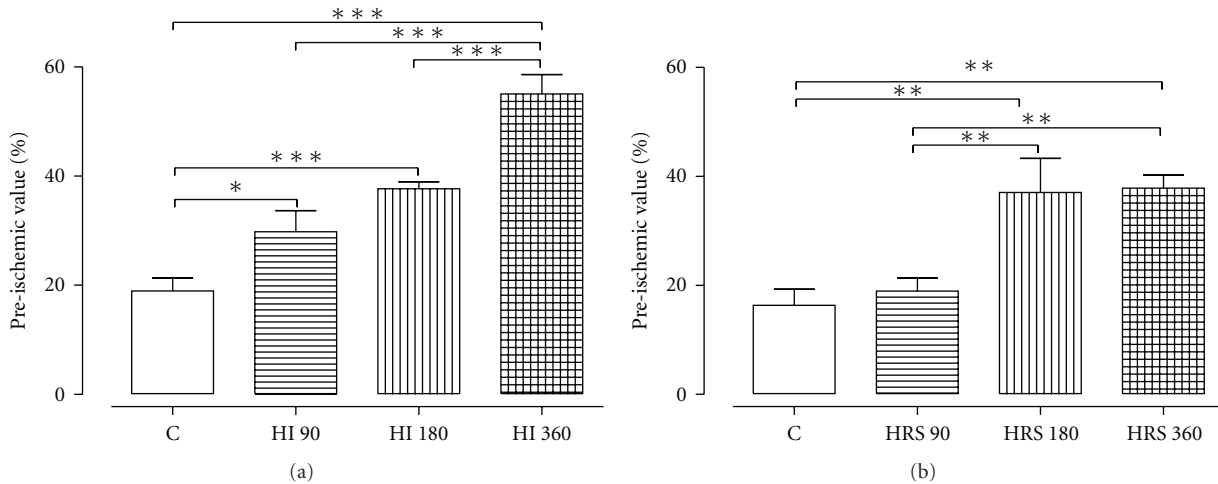 ∗∗∗
∗∗∗
∗∗∗
∗∗∗
∗
60
40
20
0
Pre-ischemic value (%)
C HI 90 HI 180 HI 360
(a)
∗∗
∗∗
∗∗
∗∗
60
40
20
0
Pre-ischemic value (%)
C HRS 90 HRS 180 HRS 360
(b)